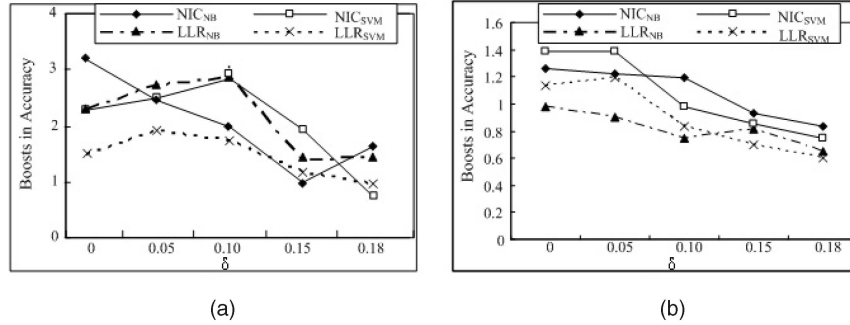 NIC_NB NIC_SVM
LLR_NB LLR_SVM
Boosts in Accuracy
4
3
2
1
0
0 0.05 0.10 0.15 0.18
δ
(a)
NIC_NB NIC_SVM
LLR_NB LLR_SVM
Boosts in Accuracy
1.6
1.4
1.2
1
0.8
0.6
0.4
0.2
0
0 0.05 0.10 0.15 0.18
δ
(b)